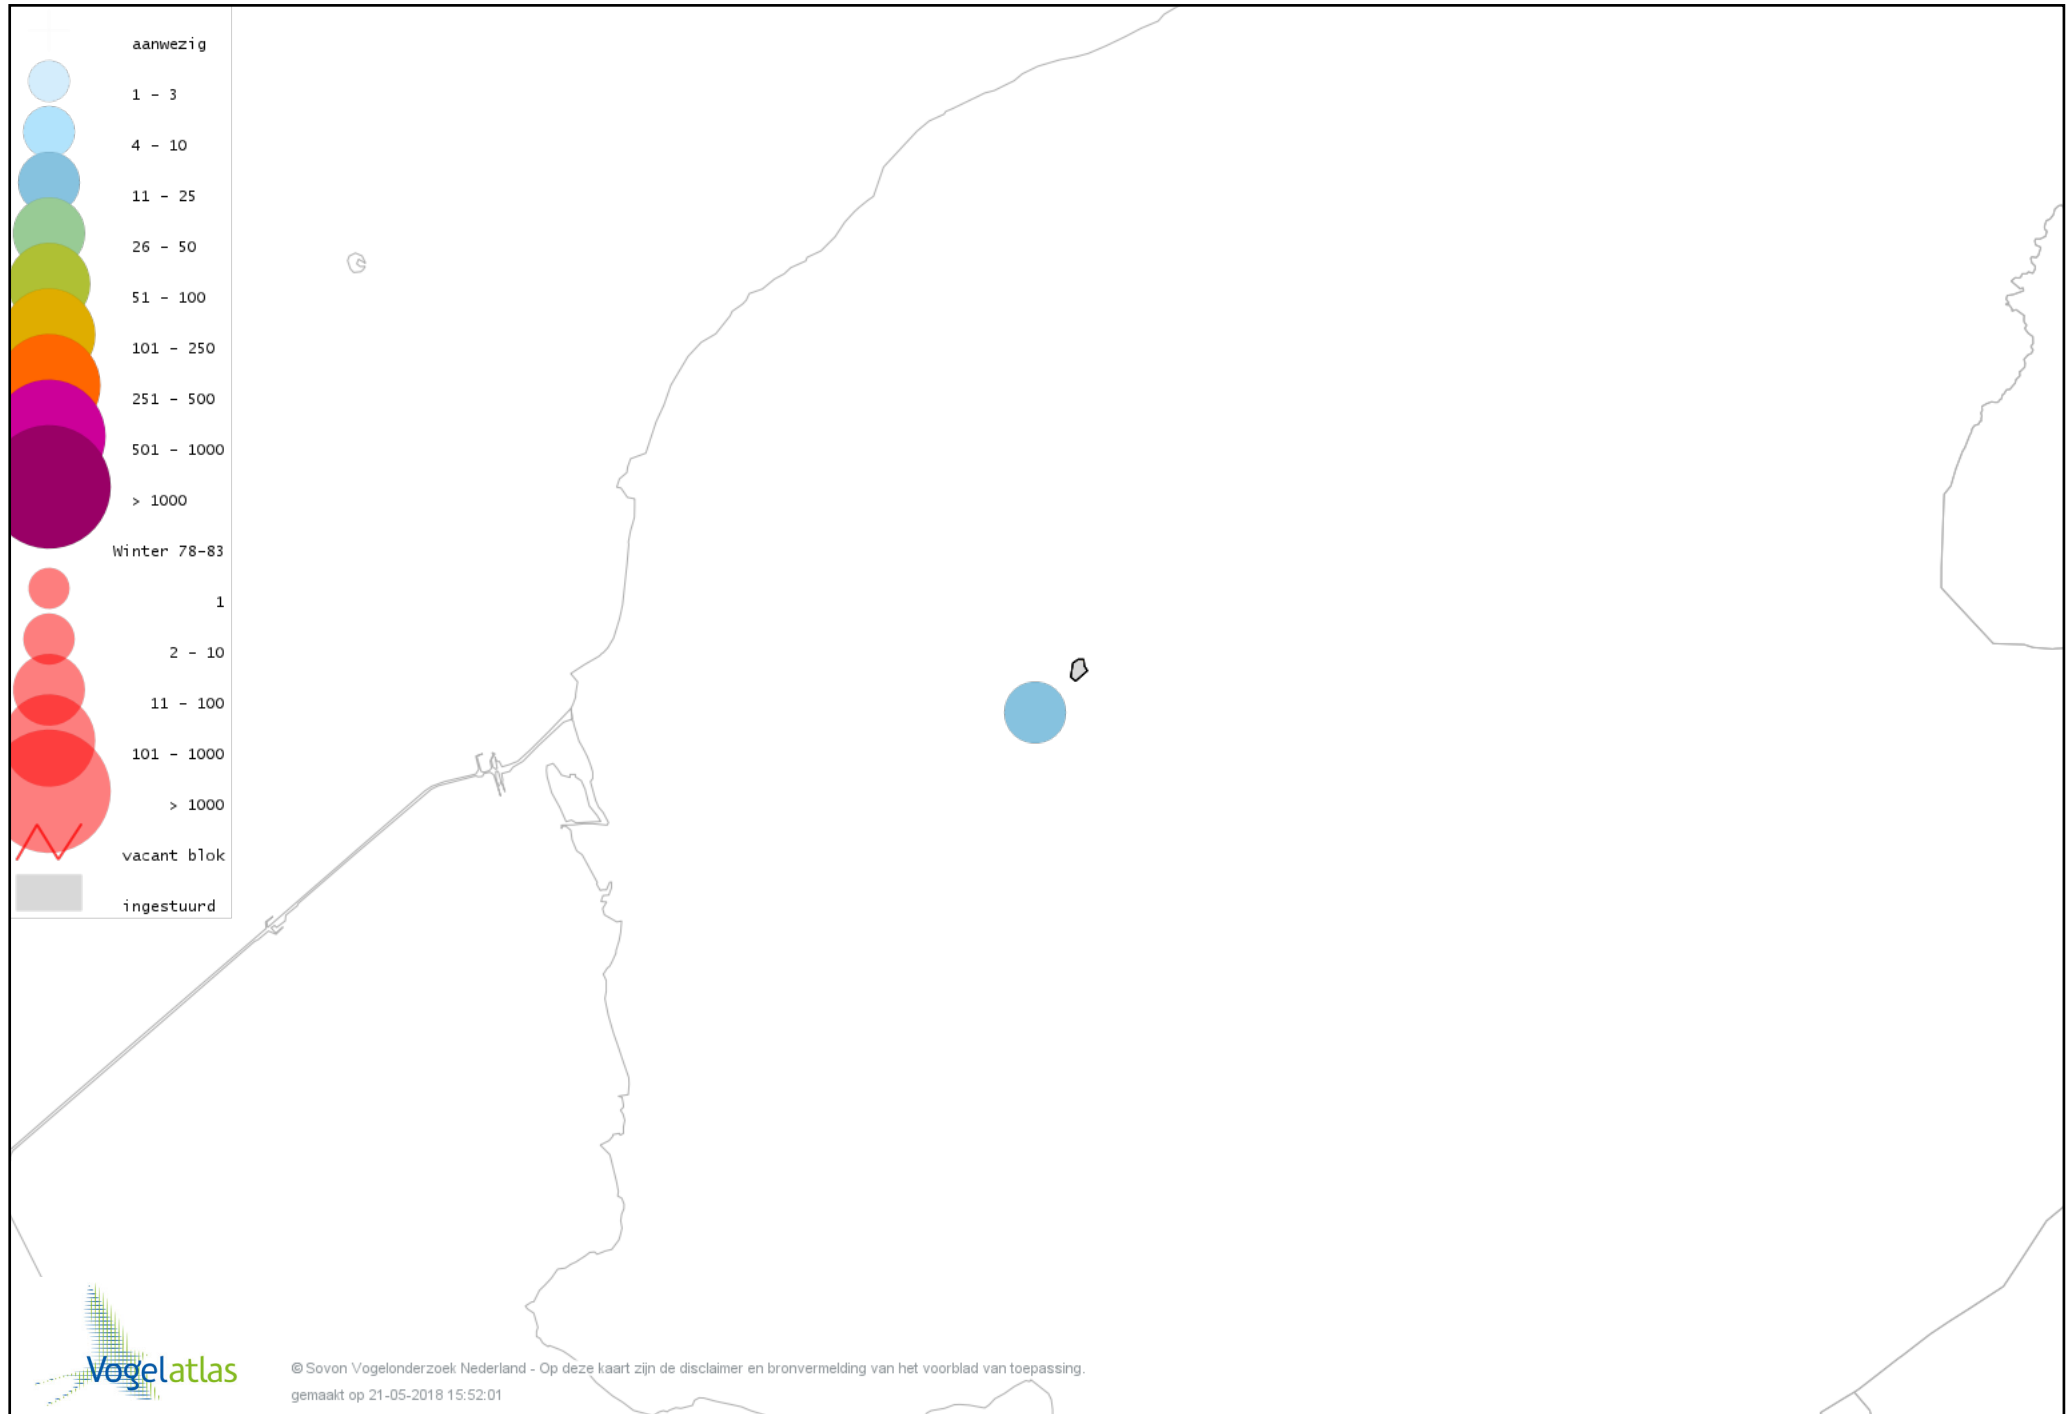 aanwezig
1 - 3
4 - 10
11 - 25
26 - 50
51 - 100
101 - 250
251 - 500
501 - 1000
> 1000
Winter 78-83
1
2 - 10
11 - 100
101 - 1000
> 1000
vacant blok
ingestuurd
Vogelatlas
© Sovon Vogelonderzoek Nederland - Op deze kaart zijn de disclaimer en bronvermelding van het voorblad van toepassing.
gemaakt op 21-05-2018 15:52:01